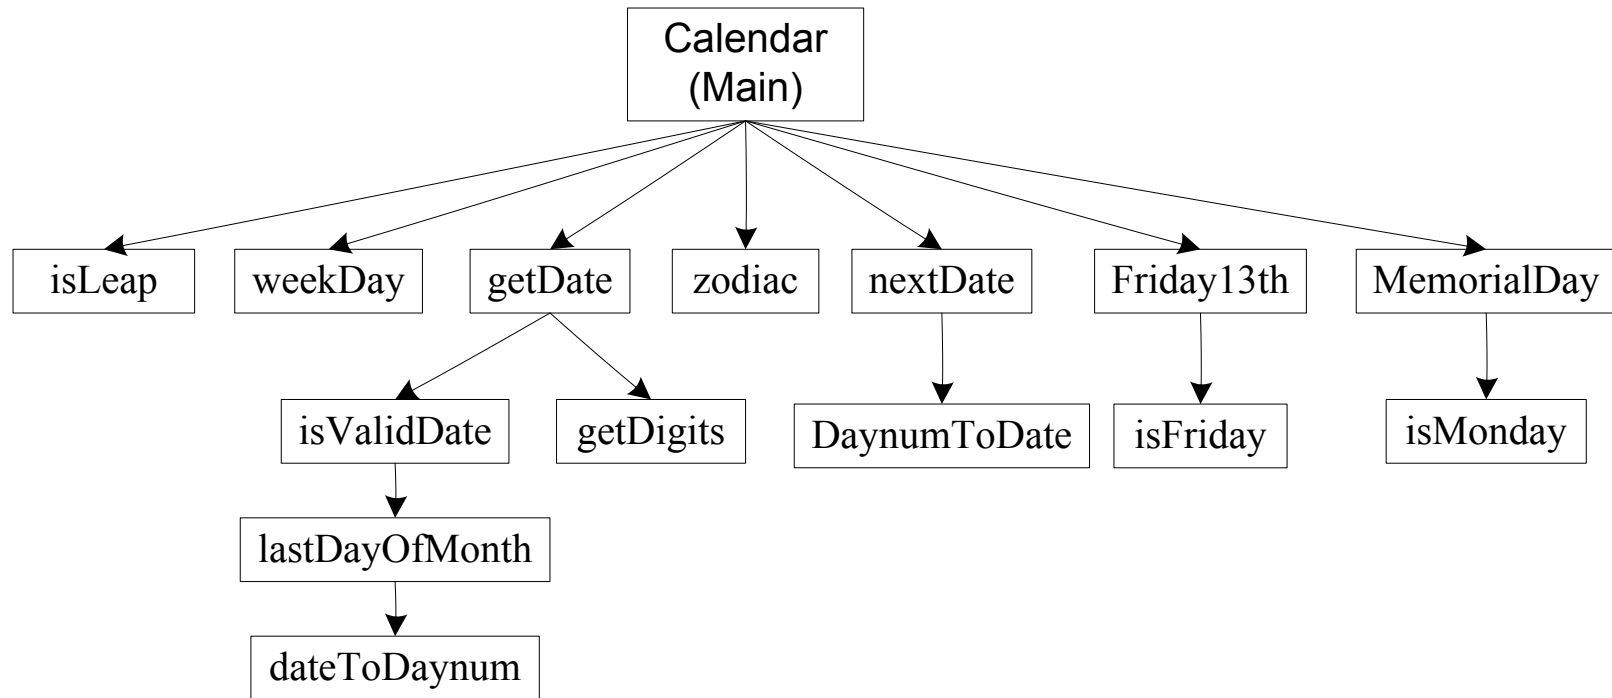 Calendar
(Main)
isLeap
weekDay
getDate
zodiac
nextDate
Friday13th
MemorialDay
isValidDate
getDigits
DaynumToDate
isFriday
isMonday
lastDayOfMonth
dateToDaynum